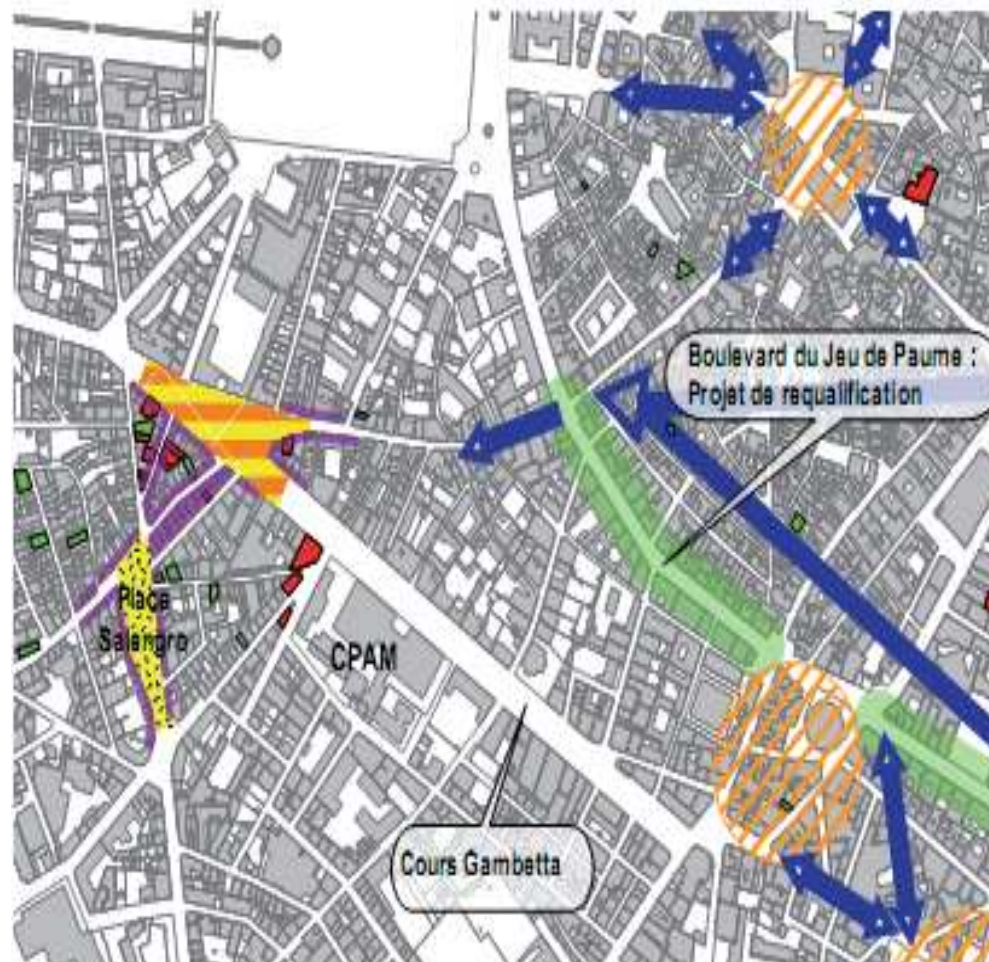 Boulevard du Jeu de Paume :
Projet de requalification
Place
Salengro
CPAM
Cours Gambetta